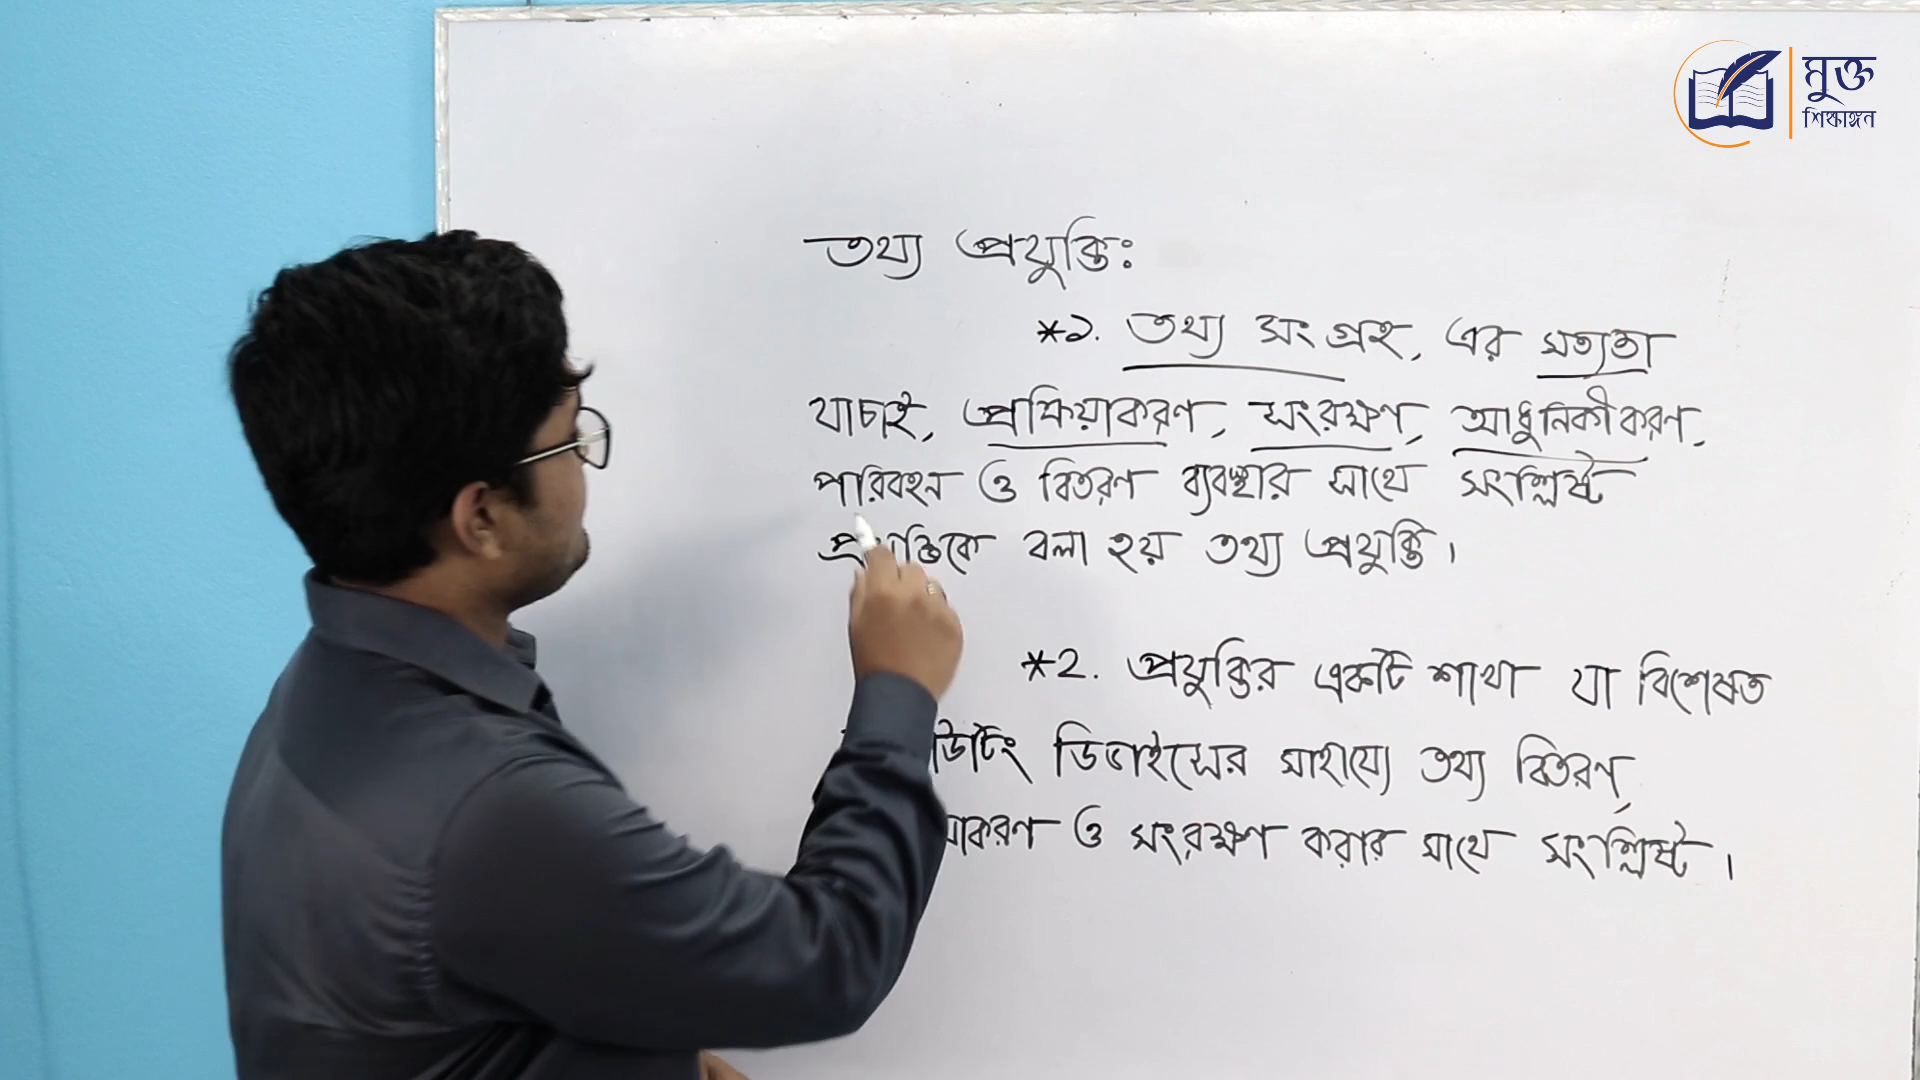 মুক্ত
শিক্ষাঙ্গন
তথ্য প্রযুক্তিঃ
*১. তথ্য সংগ্রহ, এর সত্যতা
যাচাই, প্রক্রিয়াকরণ, সংরক্ষণ, আধুনিকীকরণ,
পরিবহন ও বিতরণ ব্যবস্থার সাথে সংশ্লিষ্ট
বলা হয় তথ্য প্রযুক্তি।
*2. প্রযুক্তির একটি শাখা যা বিশেষত
ডিভাইসের সাহায্যে তথ্য বিতরণ,
ও সংরক্ষণ করার সাথে সংশ্লিষ্ট।